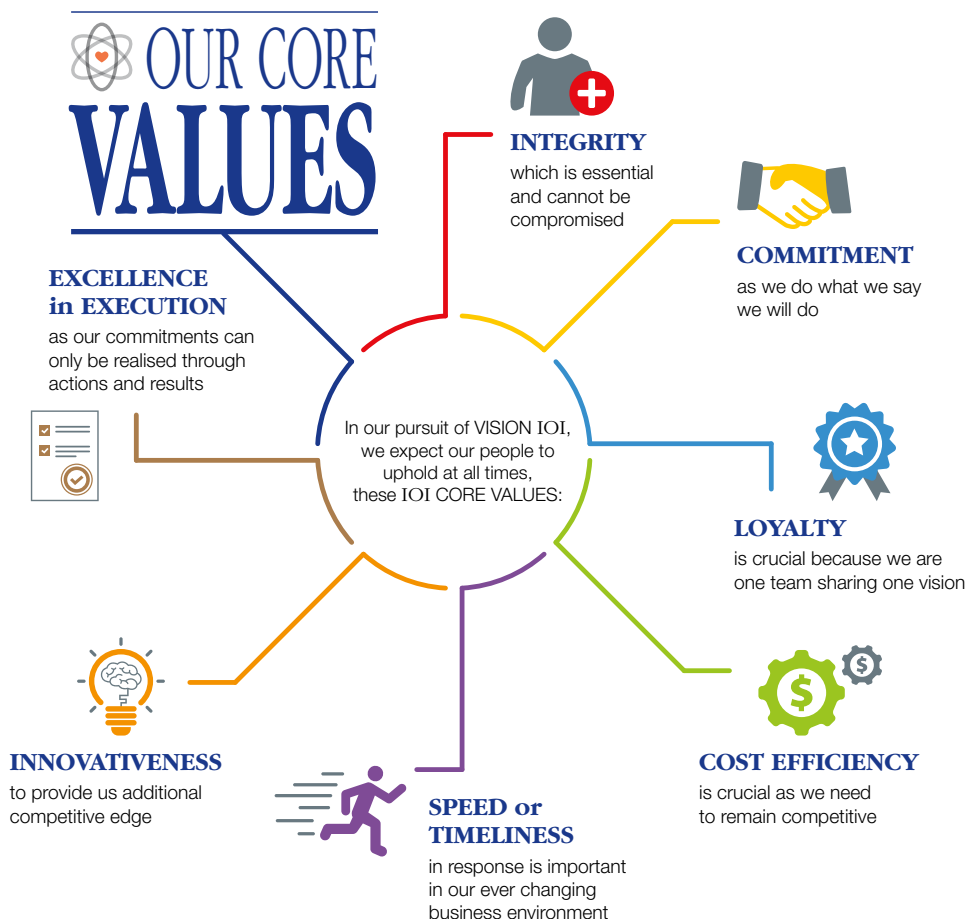 OUR CORE
VALUES
INTEGRITY
which is essential
and cannot be
compromised
COMMITMENT
as we do what we say
we will do
LOYALTY
is crucial because we are
one team sharing one vision
$
$
COST EFFICIENCY
is crucial as we need
to remain competitive
SPEED or
TIMELINESS
in response is important
in our ever changing
business environment
INNOVATIVENESS
to provide us additional
competitive edge
EXCELLENCE
in EXECUTION
as our commitments can
only be realised through
actions and results
In our pursuit of VISION IOI,
we expect our people to
uphold at all times,
these IOI CORE VALUES: